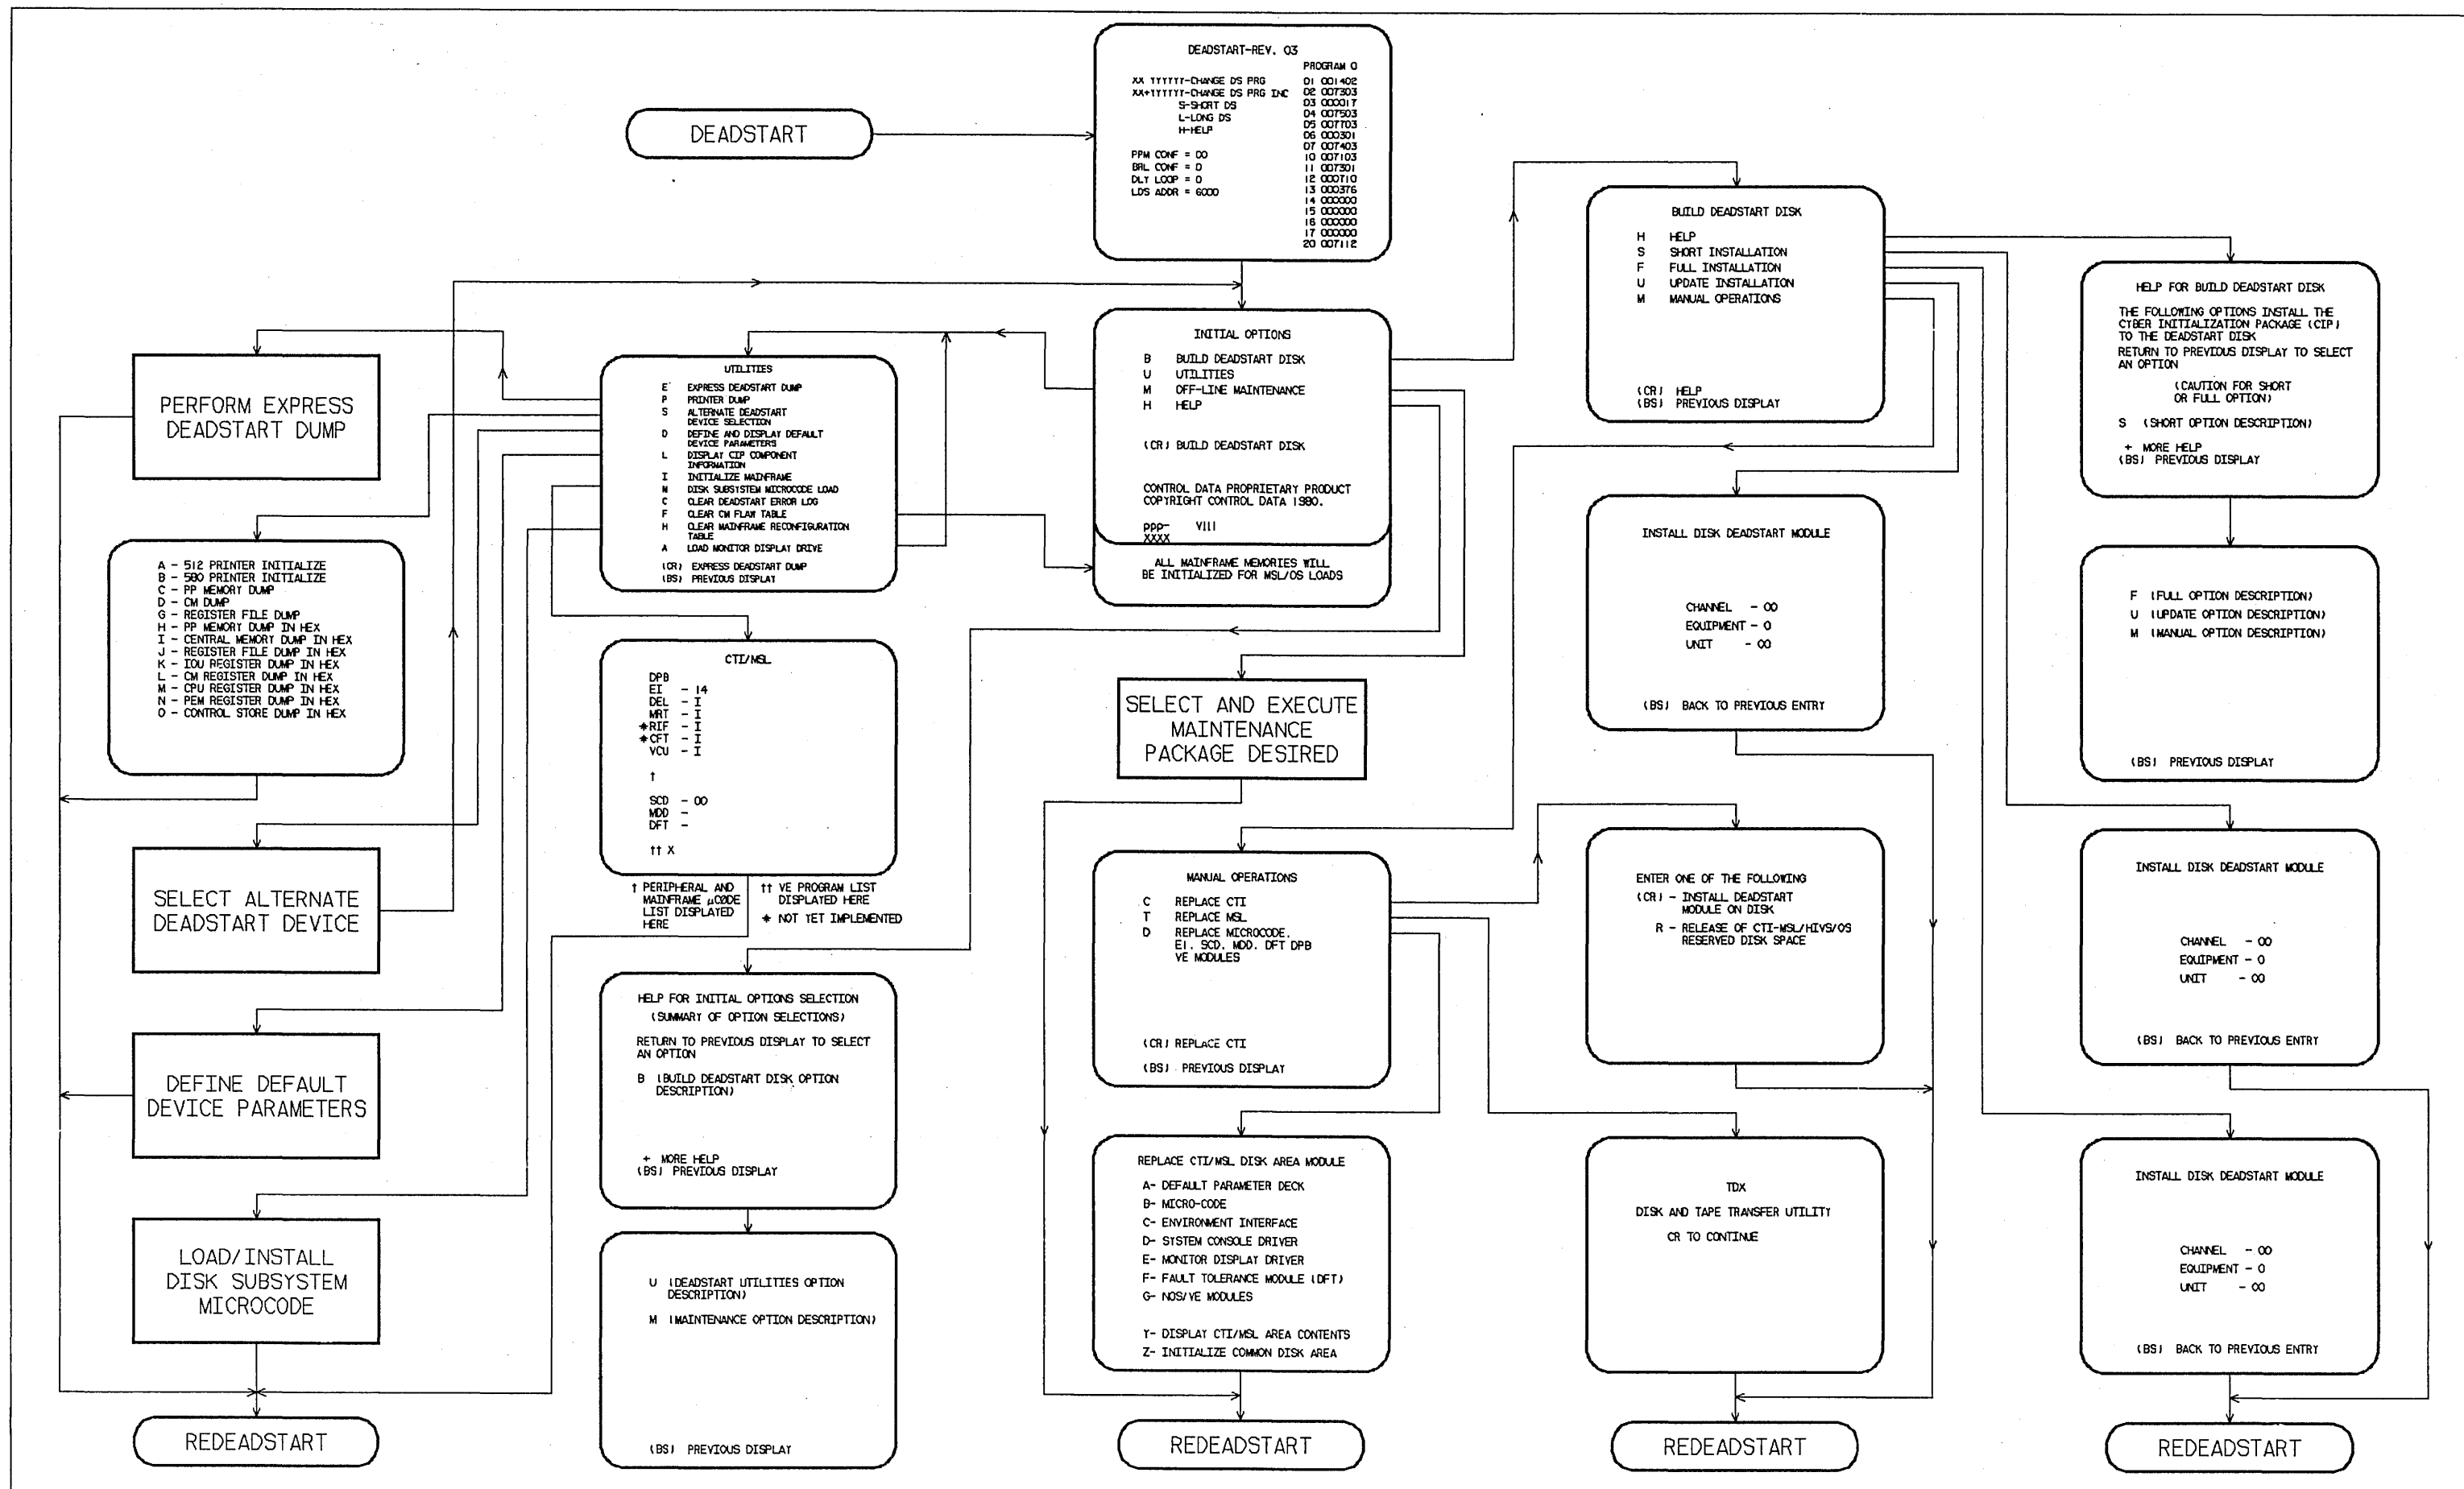 DEADSTART
DEADSTART-REV. 03
PROGRAM 0
XX YYYYYY-CHANGE DS PRG
XX+YYYYYY-CHANGE DS PRG INC
S-SHORT DS
L-LONG DS
H-HELP
PPM CONF = 00
BRL CONF = 0
DLY LOOP = 0
LDS ADDR = 6000
01 001402
02 007303
03 000017
04 007503
05 007703
06 000301
07 007403
10 007103
11 007301
12 000710
13 000376
14 000000
15 000000
16 000000
17 000000
20 007112
INITIAL OPTIONS
B BUILD DEADSTART DISK
U UTILITIES
M OFF-LINE MAINTENANCE
H HELP
(CR) BUILD DEADSTART DISK
CONTROL DATA PROPRIETARY PRODUCT
COPYRIGHT CONTROL DATA 1980.
ppp- VIII
XXXX
ALL MAINFRAME MEMORIES WILL
BE INITIALIZED FOR MSL/OS LOADS
BUILD DEADSTART DISK
H HELP
S SHORT INSTALLATION
F FULL INSTALLATION
U UPDATE INSTALLATION
M MANUAL OPERATIONS
(CR) HELP
(BS) PREVIOUS DISPLAY
HELP FOR BUILD DEADSTART DISK
THE FOLLOWING OPTIONS INSTALL THE
CYBER INITIALIZATION PACKAGE (CIP)
TO THE DEADSTART DISK
RETURN TO PREVIOUS DISPLAY TO SELECT
AN OPTION
(CAUTION FOR SHORT
OR FULL OPTION)
S (SHORT OPTION DESCRIPTION)
+ MORE HELP
(BS) PREVIOUS DISPLAY
F (FULL OPTION DESCRIPTION)
U (UPDATE OPTION DESCRIPTION)
M (MANUAL OPTION DESCRIPTION)
(BS) PREVIOUS DISPLAY
UTILITIES
E EXPRESS DEADSTART DUMP
P PRINTER DUMP
S ALTERNATE DEADSTART
DEVICE SELECTION
D DEFINE AND DISPLAY DEFAULT
DEVICE PARAMETERS
L DISPLAY CIP COMPONENT
INFORMATION
I INITIALIZE MAINFRAME
M DISK SUBSYSTEM MICROCODE LOAD
C CLEAR DEADSTART ERROR LOG
F CLEAR CM FLAW TABLE
H CLEAR MAINFRAME RECONFIGURATION
TABLE
A LOAD MONITOR DISPLAY DRIVE
(CR) EXPRESS DEADSTART DUMP
(BS) PREVIOUS DISPLAY
PERFORM EXPRESS
DEADSTART DUMP
A - 512 PRINTER INITIALIZE
B - 580 PRINTER INITIALIZE
C - PP MEMORY DUMP
D - CM DUMP
G - REGISTER FILE DUMP
H - PP MEMORY DUMP IN HEX
I - CENTRAL MEMORY DUMP IN HEX
J - REGISTER FILE DUMP IN HEX
K - IOU REGISTER DUMP IN HEX
L - CM REGISTER DUMP IN HEX
M - CPU REGISTER DUMP IN HEX
N - PEM REGISTER DUMP IN HEX
O - CONTROL STORE DUMP IN HEX
SELECT ALTERNATE
DEADSTART DEVICE
DEFINE DEFAULT
DEVICE PARAMETERS
LOAD/INSTALL
DISK SUBSYSTEM
MICROCODE
REDEADSTART
CTI/MSL
DPB
EI - 14
DEL - I
MRT - I
*RIF - I
*CFT - I
VCU - I
†
SCD - 00
MDD -
DFT -
†† X
† PERIPHERAL AND
MAINFRAME µCODE
LIST DISPLAYED
HERE
†† VE PROGRAM LIST
DISPLAYED HERE
* NOT YET IMPLEMENTED
HELP FOR INITIAL OPTIONS SELECTION
(SUMMARY OF OPTION SELECTIONS)
RETURN TO PREVIOUS DISPLAY TO SELECT
AN OPTION
B (BUILD DEADSTART DISK OPTION
DESCRIPTION)
+ MORE HELP
(BS) PREVIOUS DISPLAY
U (DEADSTART UTILITIES OPTION
DESCRIPTION)
M (MAINTENANCE OPTION DESCRIPTION)
(BS) PREVIOUS DISPLAY
SELECT AND EXECUTE
MAINTENANCE
PACKAGE DESIRED
MANUAL OPERATIONS
C REPLACE CTI
T REPLACE MSL
D REPLACE MICROCODE.
EI. SCD. MDD. DFT DPB
VE MODULES
(CR) REPLACE CTI
(BS) PREVIOUS DISPLAY
REPLACE CTI/MSL DISK AREA MODULE
A- DEFAULT PARAMETER DECK
B- MICRO-CODE
C- ENVIRONMENT INTERFACE
D- SYSTEM CONSOLE DRIVER
E- MONITOR DISPLAY DRIVER
F- FAULT TOLERANCE MODULE (DFT)
G- NOS/VE MODULES
Y- DISPLAY CTI/MSL AREA CONTENTS
Z- INITIALIZE COMMON DISK AREA
REDEADSTART
INSTALL DISK DEADSTART MODULE
CHANNEL - 00
EQUIPMENT - 0
UNIT - 00
(BS) BACK TO PREVIOUS ENTRY
ENTER ONE OF THE FOLLOWING
(CR) - INSTALL DEADSTART
MODULE ON DISK
R - RELEASE OF CTI-MSL/HIVS/OS
RESERVED DISK SPACE
TDX
DISK AND TAPE TRANSFER UTILITY
CR TO CONTINUE
REDEADSTART
INSTALL DISK DEADSTART MODULE
CHANNEL - 00
EQUIPMENT - 0
UNIT - 00
(BS) BACK TO PREVIOUS ENTRY
INSTALL DISK DEADSTART MODULE
CHANNEL - 00
EQUIPMENT - 0
UNIT - 00
(BS) BACK TO PREVIOUS ENTRY
REDEADSTART